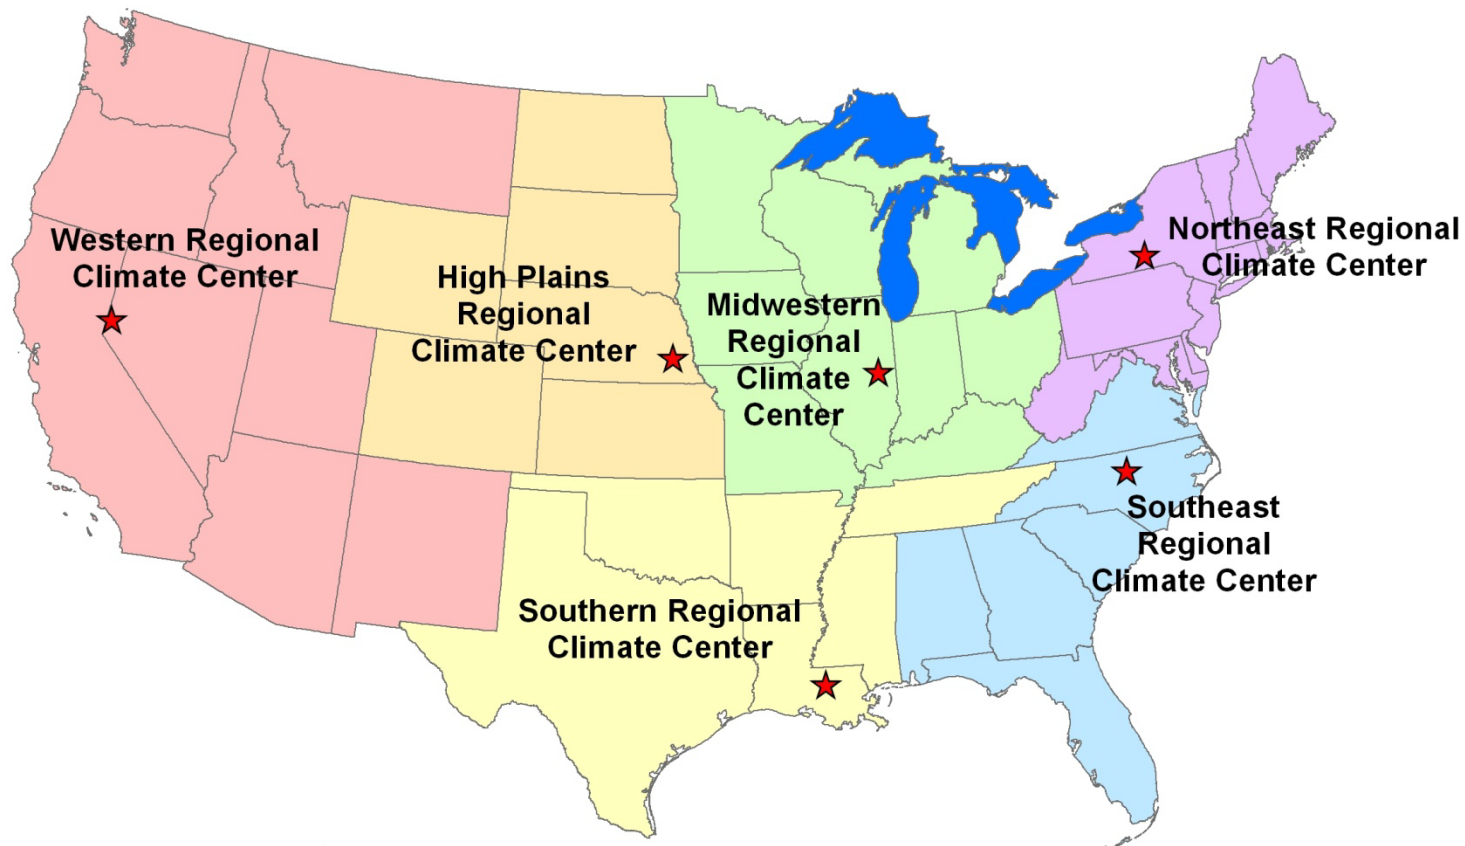 Western Regional
Climate Center
High Plains
Regional
Climate Center
Midwestern
Regional
Climate
Center
Northeast Regional
Climate Center
Southeast
Regional
Climate Center
Southern Regional
Climate Center